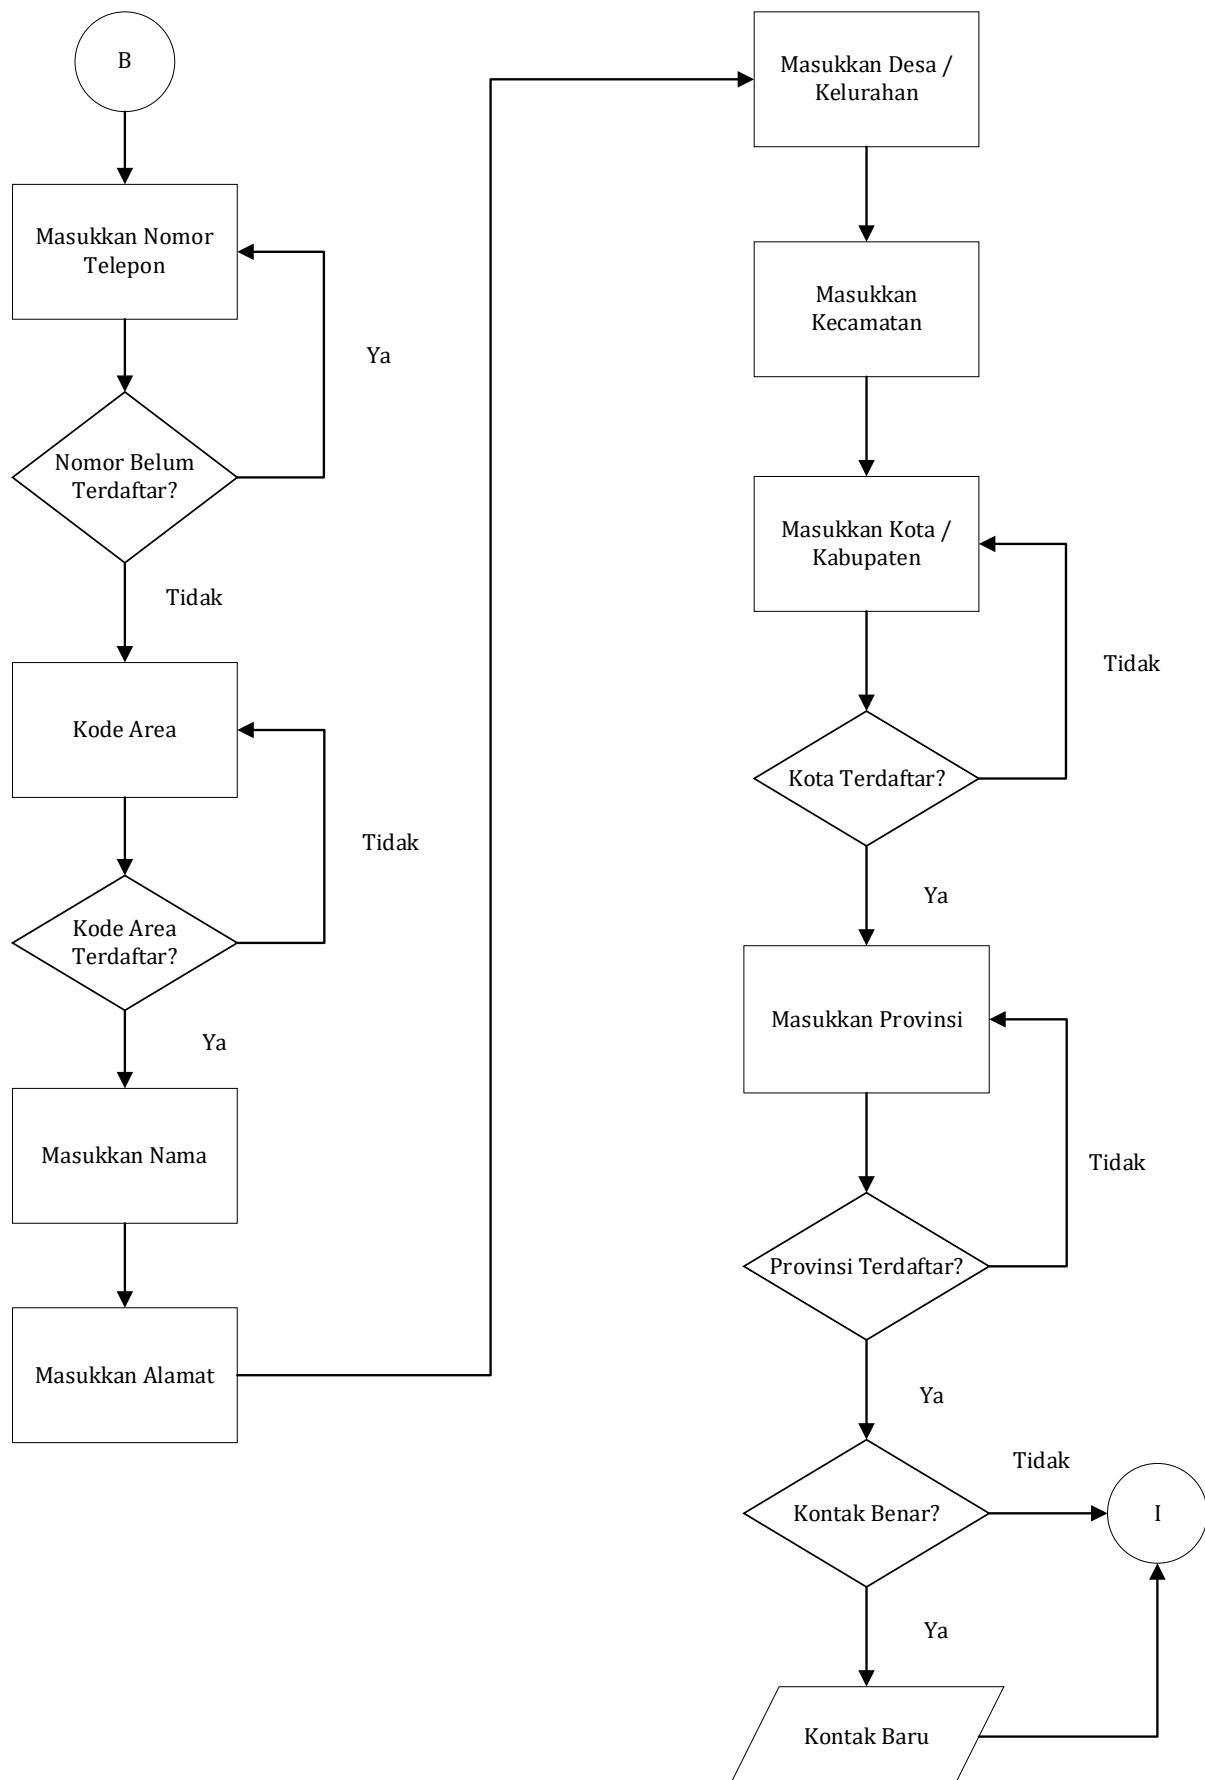 B
Masukkan Nomor
Telepon
Ya
Nomor Belum
Terdaftar?
Tidak
Kode Area
Tidak
Kode Area
Terdaftar?
Ya
Masukkan Nama
Masukkan Alamat
Masukkan Desa /
Kelurahan
Masukkan
Kecamatan
Masukkan Kota /
Kabupaten
Tidak
Kota Terdaftar?
Ya
Masukkan Provinsi
Tidak
Provinsi Terdaftar?
Ya
Tidak
Kontak Benar?
I
Ya
Kontak Baru